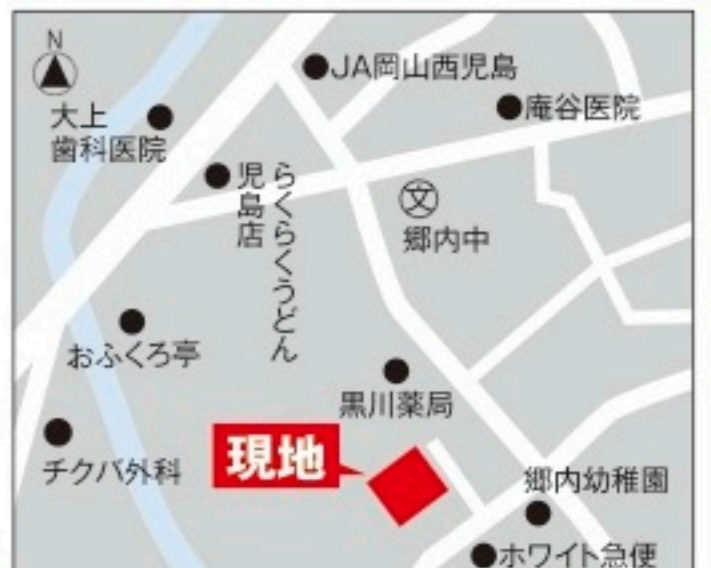 N
JA岡山西児島
大上
歯科医院
庵谷医院
らくらくうどん
児島店
文
郷内中
おふくろ亭
黒川薬局
現地
チクバ外科
郷内幼稚園
ホワイト急便